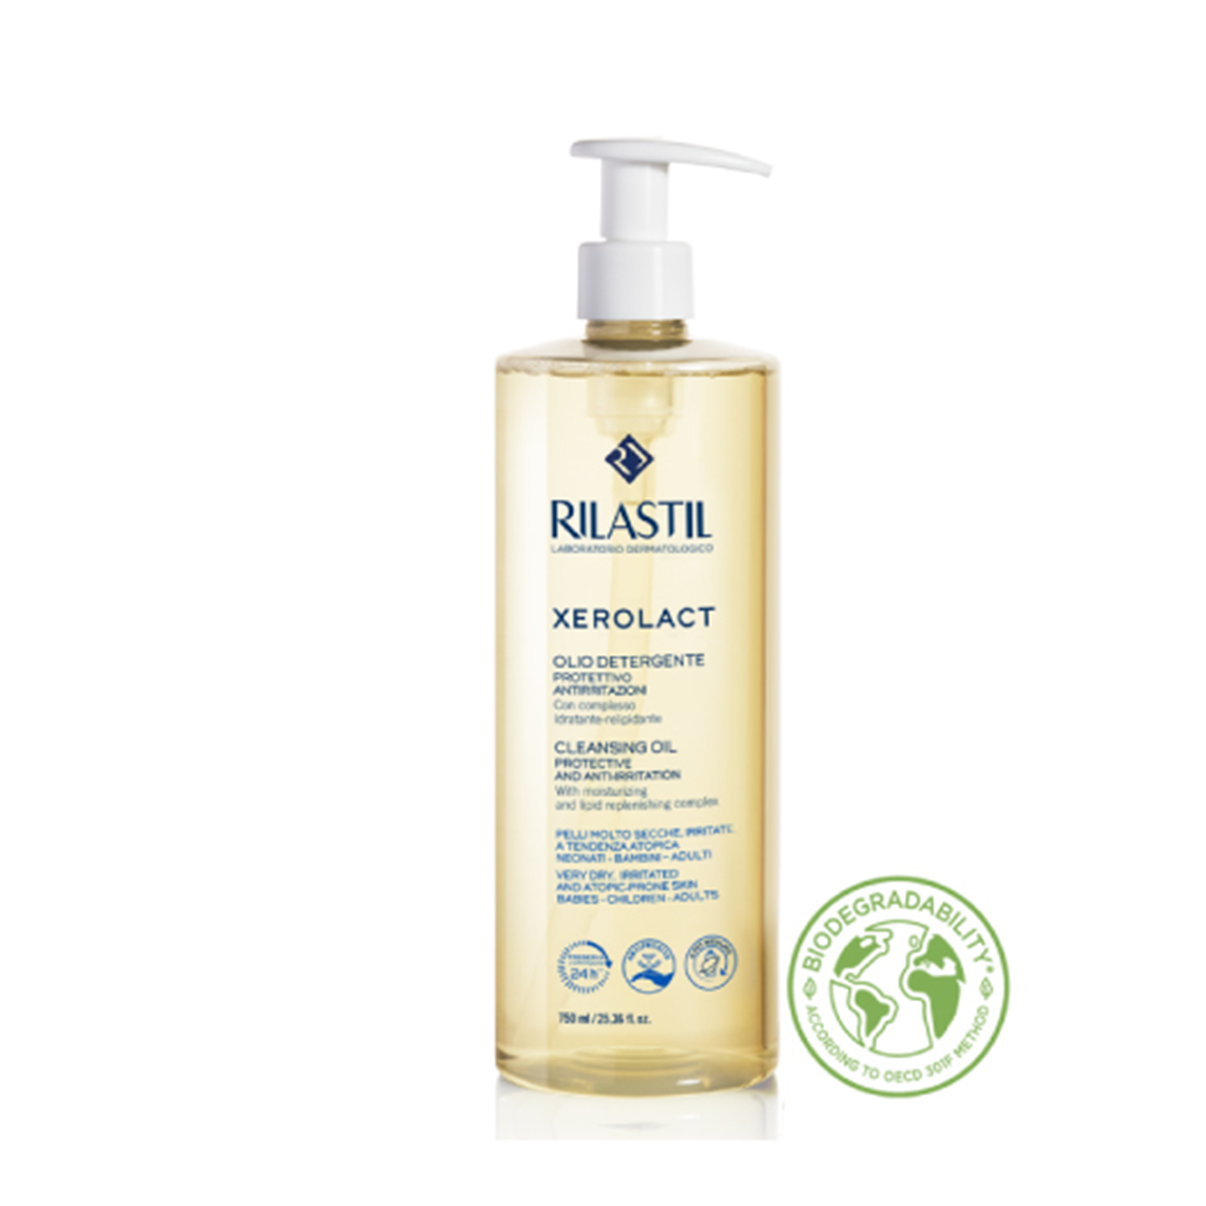 RILASTIL
LABORATORIO DERMATOLOGICO
XEROLACT
OLIO DETERGENTE
PROTETTIVO
ANTIRRITAZIONI
Con complesso
idratante-relipidante
CLEANSING OIL
PROTECTIVE
AND ANTI-IRRITATION
With moisturizing
and lipid replenishing complex
PELLI MOLTO SECCHE, IRRITATE,
A TENDENZA ATOPICA
NEONATI - BAMBINI - ADULTI
VERY DRY, IRRITATED
AND ATOPIC-PRONE SKIN
BABIES - CHILDREN - ADULTS
24h
750 ml / 25.36 fl. oz.
BIODEGRADABILITY*
ACCORDING TO OECD 301F METHOD